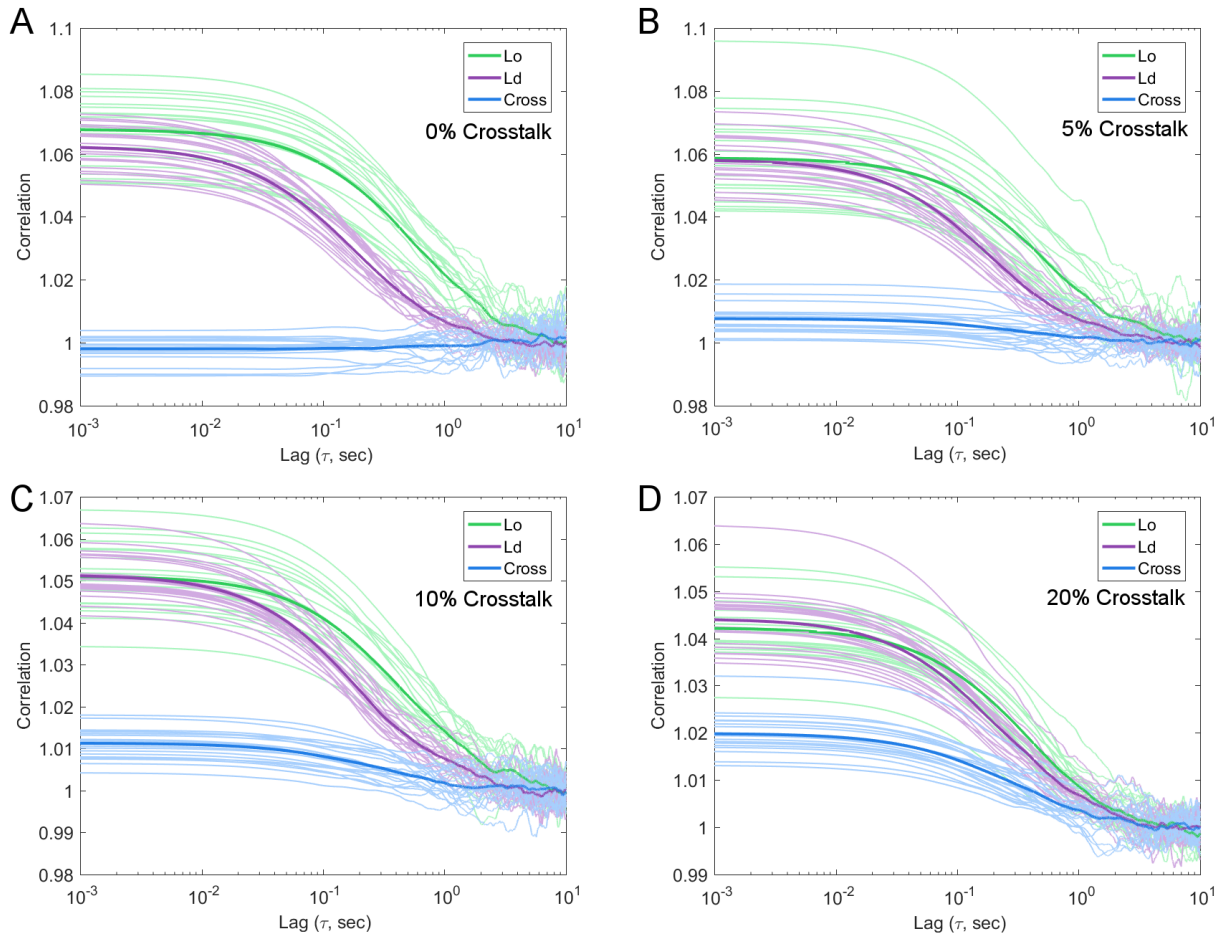 A
1.1
1.08
1.06
1.04
1.02
1
0.98
Correlation
Lo
Ld
Cross
0% Crosstalk
10^-3 10^-2 10^-1 10^0 10^1
Lag (τ, sec)
B
1.1
1.08
1.06
1.04
1.02
1
0.98
Correlation
Lo
Ld
Cross
5% Crosstalk
10^-3 10^-2 10^-1 10^0 10^1
Lag (τ, sec)
C
1.07
1.06
1.05
1.04
1.03
1.02
1.01
1
0.99
0.98
Correlation
Lo
Ld
Cross
10% Crosstalk
10^-3 10^-2 10^-1 10^0 10^1
Lag (τ, sec)
D
1.07
1.06
1.05
1.04
1.03
1.02
1.01
1
0.99
Correlation
Lo
Ld
Cross
20% Crosstalk
10^-3 10^-2 10^-1 10^0 10^1
Lag (τ, sec)